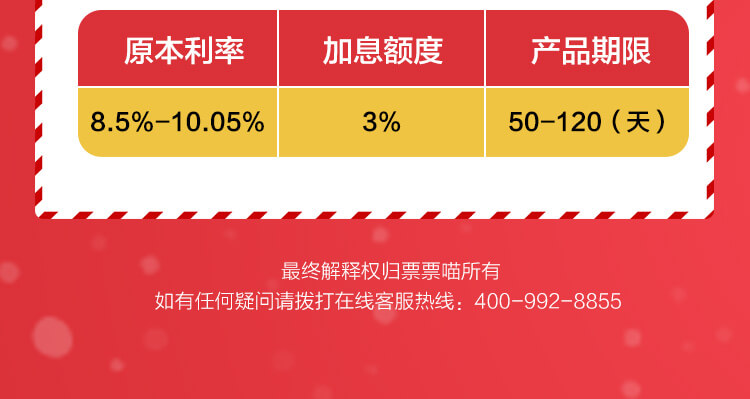 原本利率 加息额度 产品期限
8.5%-10.05% 3% 50-120（天）
最终解释权归票票喵所有
如有任何疑问请拨打在线客服热线：400-992-8855